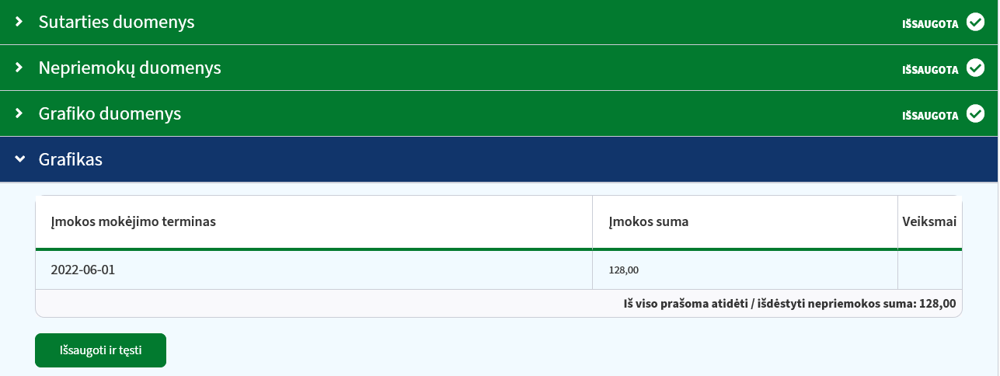 Sutarties duomenys IŠSAUGOTA
Nepriemokų duomenys IŠSAUGOTA
Grafiko duomenys IŠSAUGOTA
Grafikas
Įmokos mokėjimo terminas Įmokos suma Veiksmai
2022-06-01 128,00
Iš viso prašoma atidėti / išdėstyti nepriemokos suma: 128,00
Išsaugoti ir tęsti